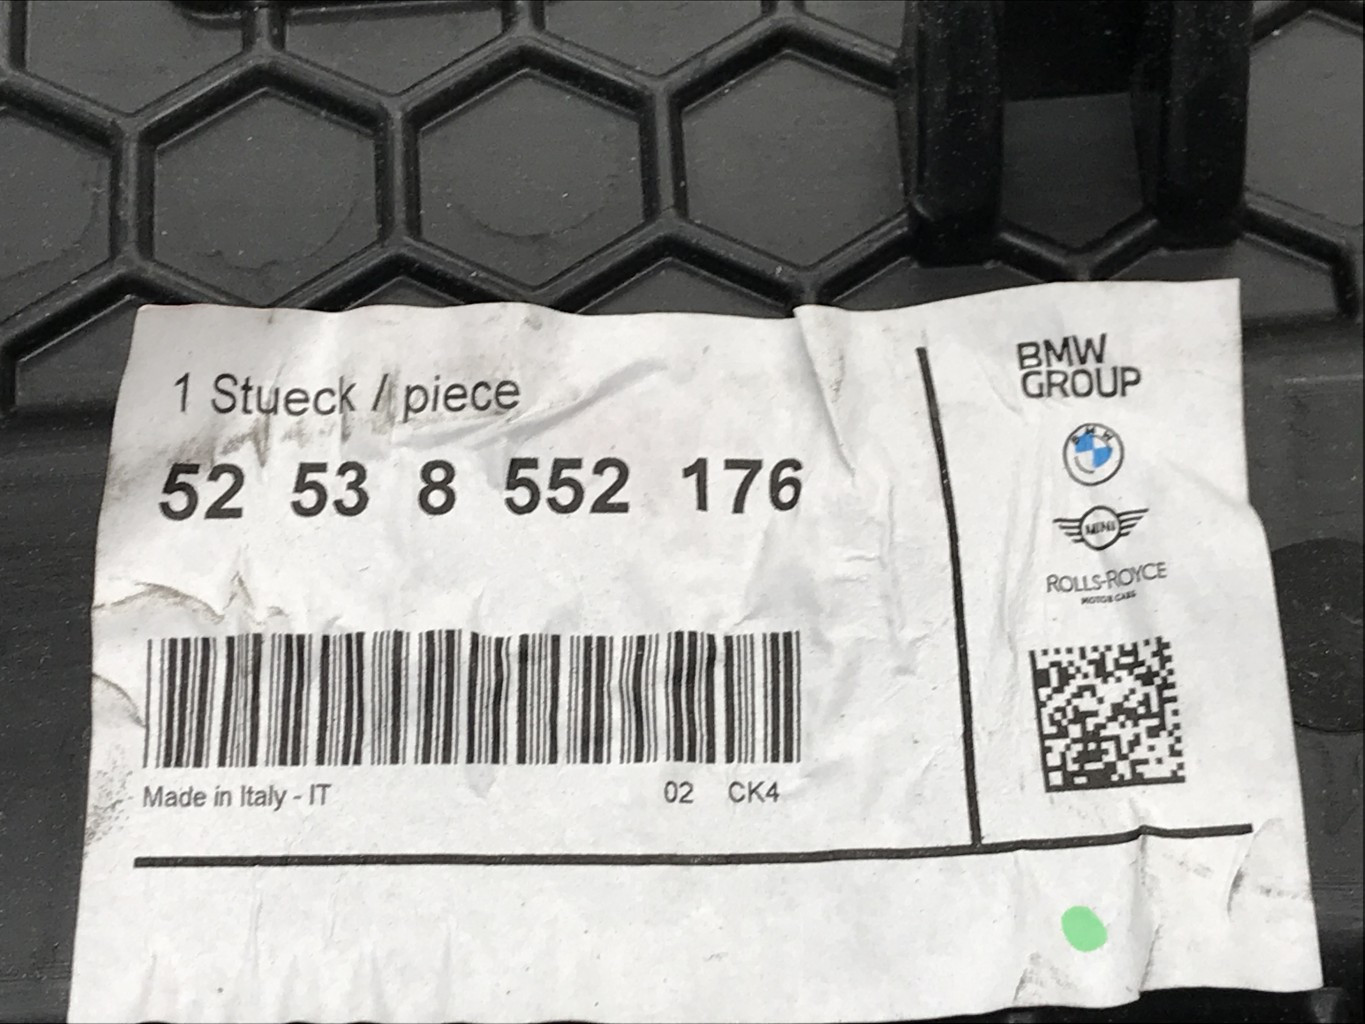 1 Stueck / piece
52 53 8 552 176
Made in Italy - IT
02 CK4
BMW
GROUP
BMW
MINI
ROLLS-ROYCE
MOTOR CARS